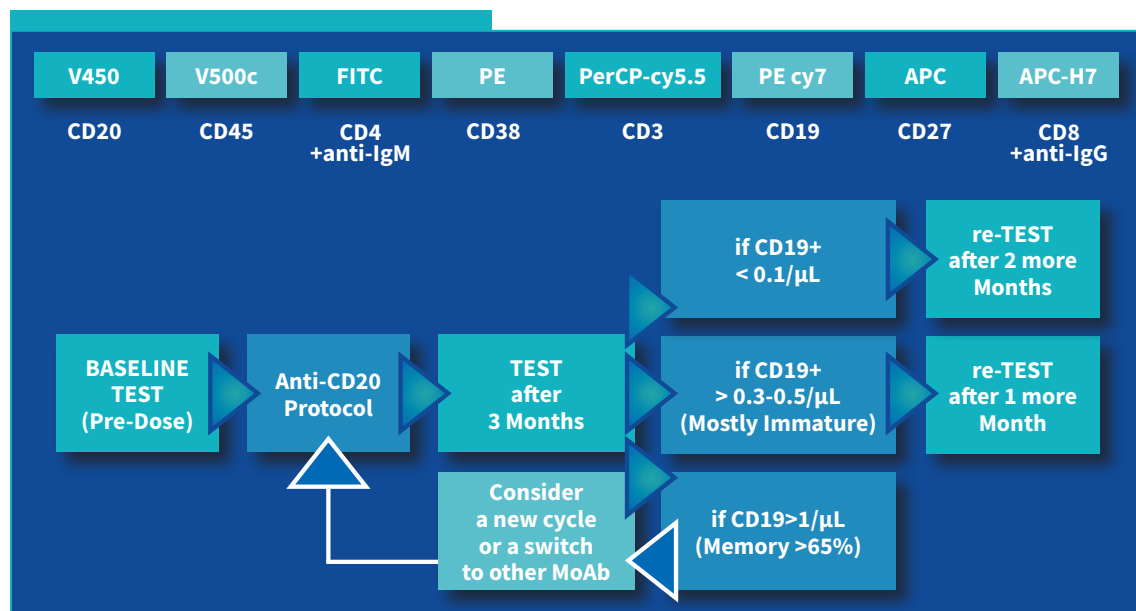 V450
V500c
FITC
PE
PerCP-cy5.5
PE cy7
APC
APC-H7
CD20
CD45
CD4
+anti-IgM
CD38
CD3
CD19
CD27
CD8
+anti-IgG
BASELINE
TEST
(Pre-Dose)
Anti-CD20
Protocol
TEST
after
3 Months
if CD19+
< 0.1/µL
re-TEST
after 2 more
Months
if CD19+
> 0.3-0.5/µL
(Mostly Immature)
re-TEST
after 1 more
Month
if CD19>1/µL
(Memory >65%)
Consider
a new cycle
or a switch
to other MoAb